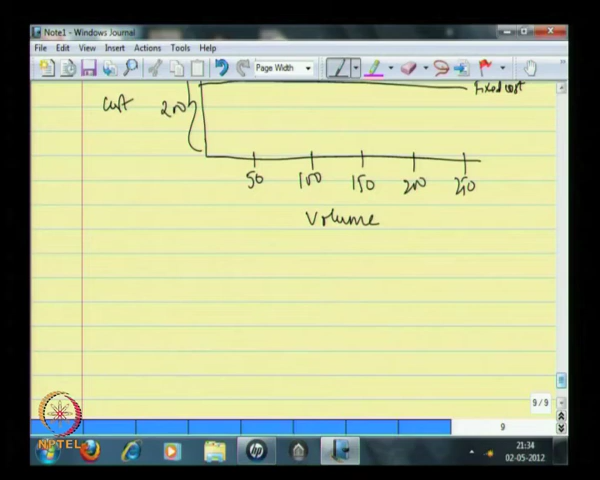 Note1 - Windows Journal
File Edit View Insert Actions Tools Help
Page Width
fixed cost
Cost 200
50 100 150 200 250
Volume
9 / 9
9
NPTEL
21:34
02-05-2012